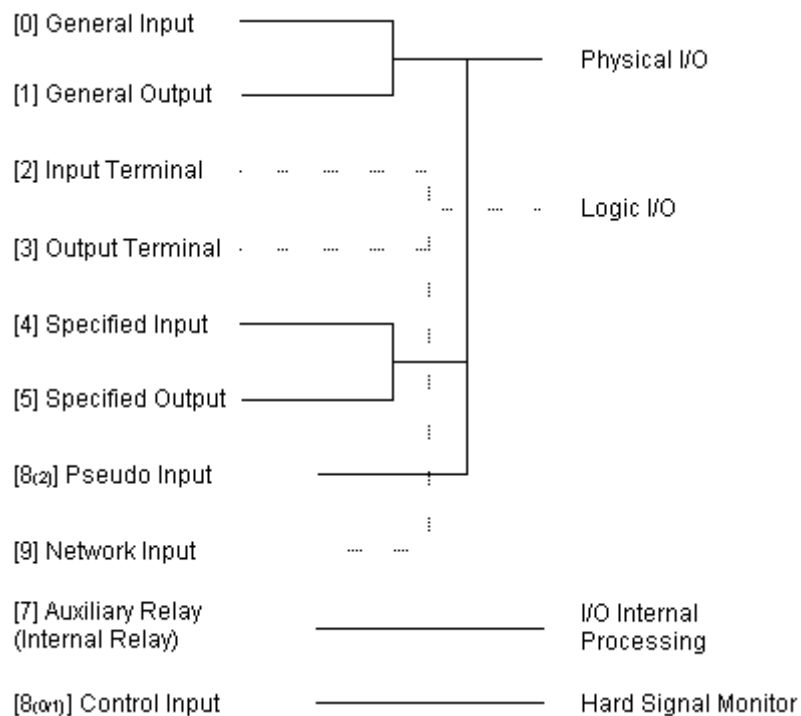 [0] General Input
Physical I/O
[1] General Output
[2] Input Terminal
Logic I/O
[3] Output Terminal
[4] Specified Input
[5] Specified Output
[8(2)] Pseudo Input
[9] Network Input
[7] Auxiliary Relay
(Internal Relay)
I/O Internal
Processing
[8(0/1)] Control Input
Hard Signal Monitor